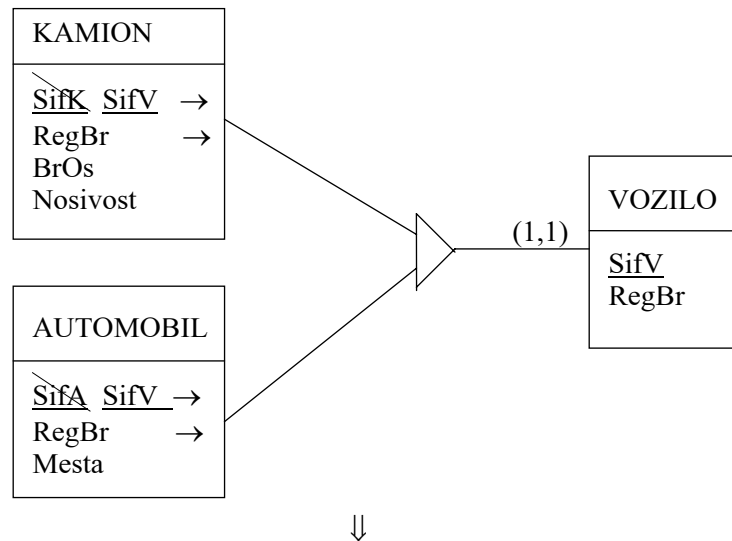 KAMION
SifK SifV →
RegBr →
BrOs
Nosivost
(1,1)
VOZILO
SifV
RegBr
AUTOMOBIL
SifA SifV →
RegBr →
Mesta
⇓